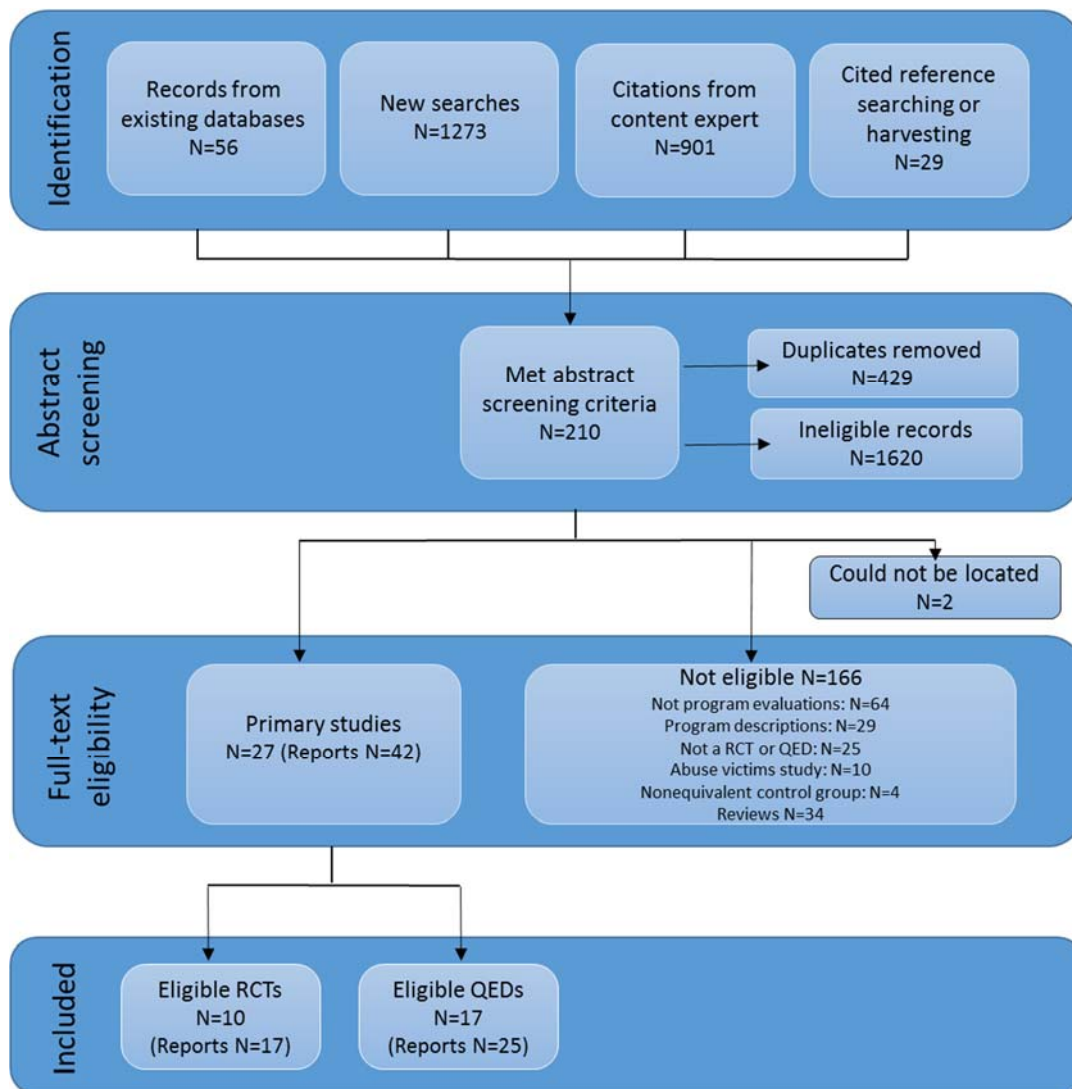 Identification
Records from
existing databases
N=56
New searches
N=1273
Citations from
content expert
N=901
Cited reference
searching or
harvesting
N=29
Abstract
screening
Met abstract
screening criteria
N=210
Duplicates removed
N=429
Ineligible records
N=1620
Could not be located
N=2
Full-text
eligibility
Primary studies
N=27 (Reports N=42)
Not eligible N=166
Not program evaluations: N=64
Program descriptions: N=29
Not a RCT or QED: N=25
Abuse victims study: N=10
Nonequivalent control group: N=4
Reviews N=34
Included
Eligible RCTs
N=10
(Reports N=17)
Eligible QEDs
N=17
(Reports N=25)